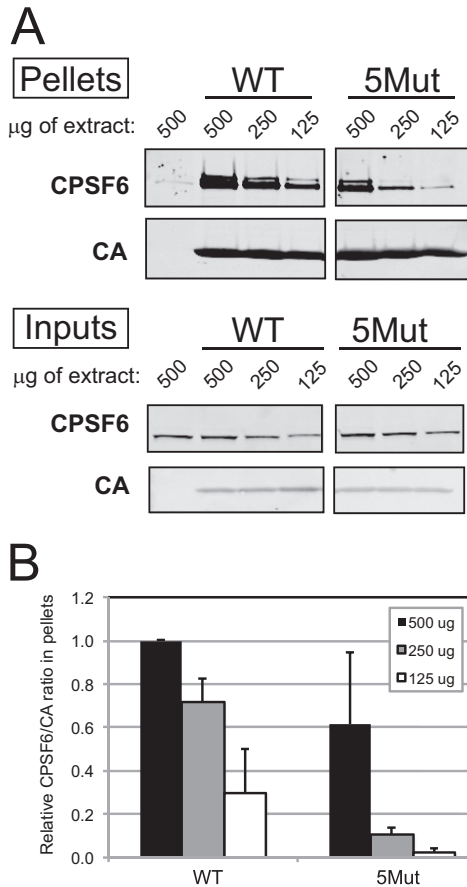 A
Pellets WT 5Mut
μg of extract: 500 500 250 125 500 250 125
CPSF6
CA
Inputs WT 5Mut
μg of extract: 500 500 250 125 500 250 125
CPSF6
CA
B
Relative CPSF6/CA ratio in pellets
1.2
1.0
0.8
0.6
0.4
0.2
0.0
500 ug
250 ug
125 ug
WT 5Mut